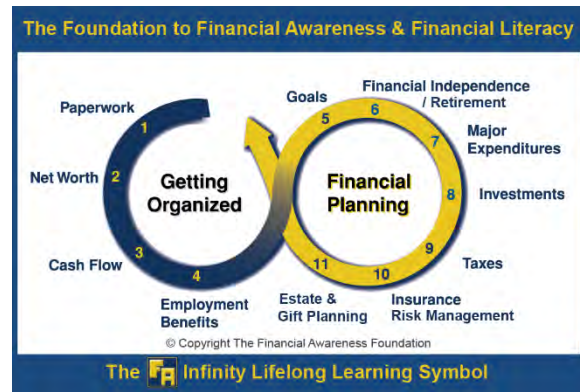 The Foundation to Financial Awareness & Financial Literacy
Paperwork
1
Net Worth
2
Cash Flow
3
4
Employment
Benefits
Getting
Organized
Goals
5
Financial Independence
/ Retirement
6
7
Major
Expenditures
8
Investments
9
Taxes
10
Insurance
Risk Management
11
Estate &
Gift Planning
Financial
Planning
© Copyright The Financial Awareness Foundation
The FA Infinity Lifelong Learning Symbol